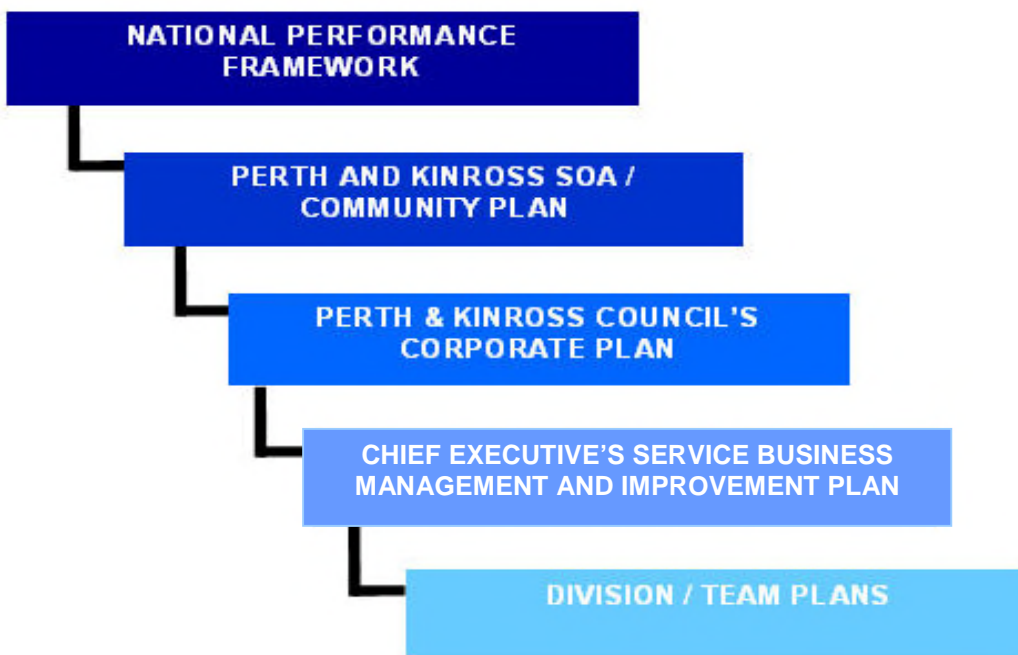 NATIONAL PERFORMANCE
FRAMEWORK
PERTH AND KINROSS SOA /
COMMUNITY PLAN
PERTH & KINROSS COUNCIL'S
CORPORATE PLAN
CHIEF EXECUTIVE’S SERVICE BUSINESS
MANAGEMENT AND IMPROVEMENT PLAN
DIVISION / TEAM PLANS